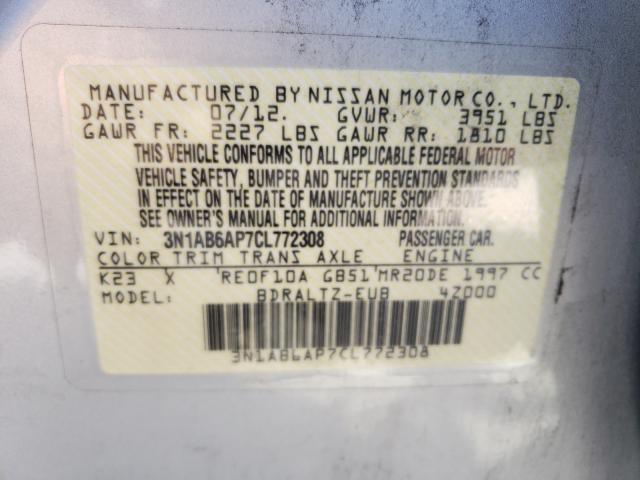 MANUFACTURED BY NISSAN MOTOR CO., LTD.
DATE: 07/12. GVWR: 3951 LBS
GAWR FR: 2227 LBS GAWR RR: 1810 LBS
THIS VEHICLE CONFORMS TO ALL APPLICABLE FEDERAL MOTOR
VEHICLE SAFETY, BUMPER AND THEFT PREVENTION STANDARDS
IN EFFECT ON THE DATE OF MANUFACTURE SHOWN ABOVE.
SEE OWNER'S MANUAL FOR ADDITIONAL INFORMATION.
VIN: 3N1AB6AP7CL772308 PASSENGER CAR.
COLOR TRIM TRANS AXLE ENGINE
K23 X RE0F10A GB51 MR20DE 1997 CC
MODEL: BDRALTZ-EUB 4Z000
3N1AB6AP7CL772308